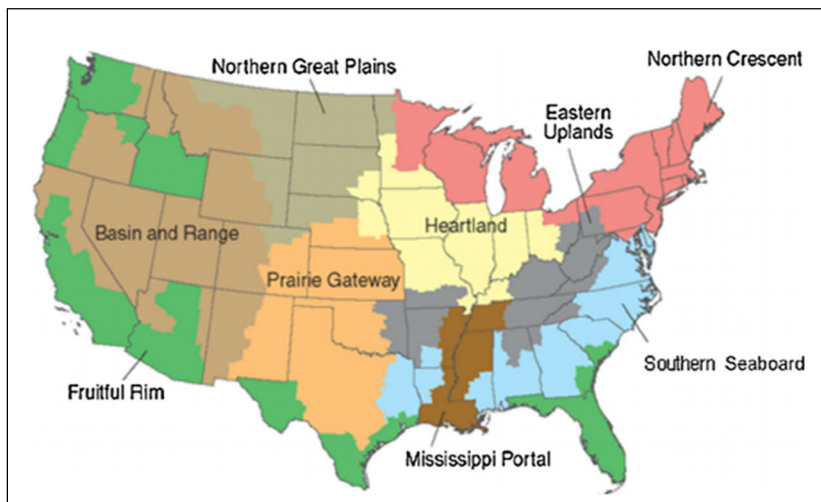 Northern Great Plains
Northern Crescent
Eastern
Uplands
Basin and Range
Heartland
Prairie Gateway
Fruitful Rim
Southern Seaboard
Mississippi Portal